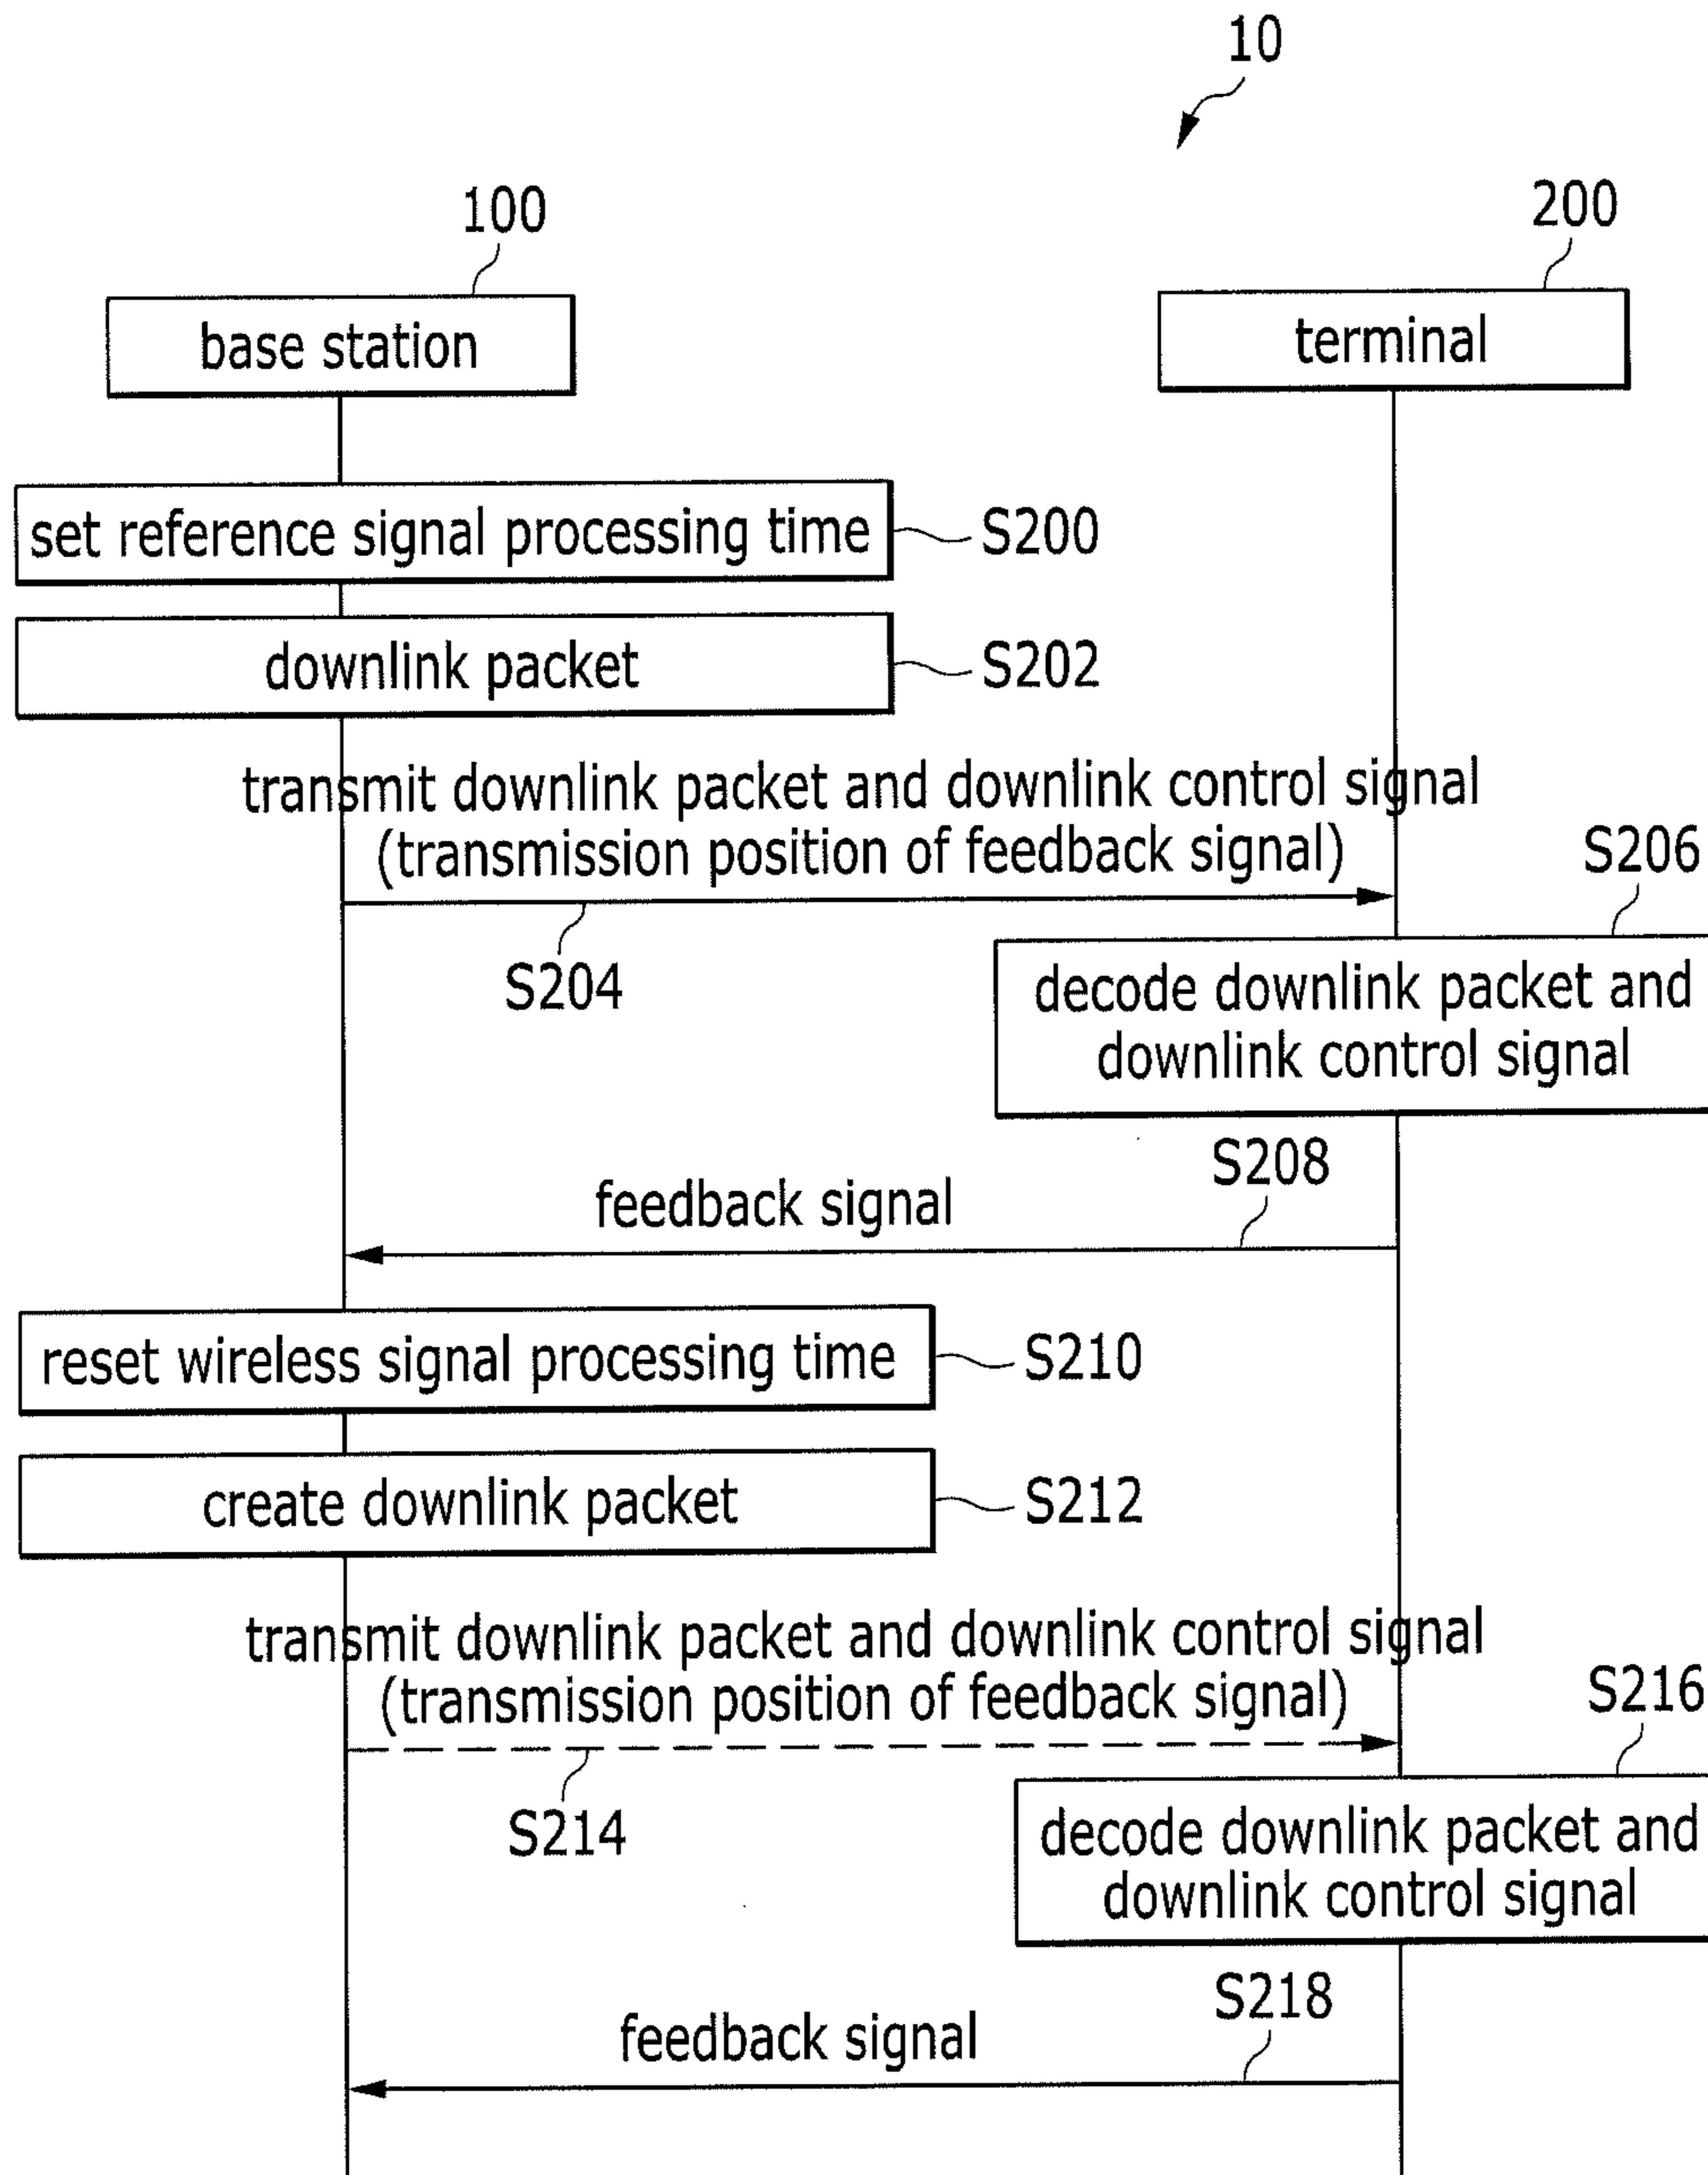 10
100
200
base station
terminal
set reference signal processing time
S200
downlink packet
S202
transmit downlink packet and downlink control signal
(transmission position of feedback signal)
S206
S204
decode downlink packet and
downlink control signal
S208
feedback signal
reset wireless signal processing time
S210
create downlink packet
S212
transmit downlink packet and downlink control signal
(transmission position of feedback signal)
S216
S214
decode downlink packet and
downlink control signal
S218
feedback signal